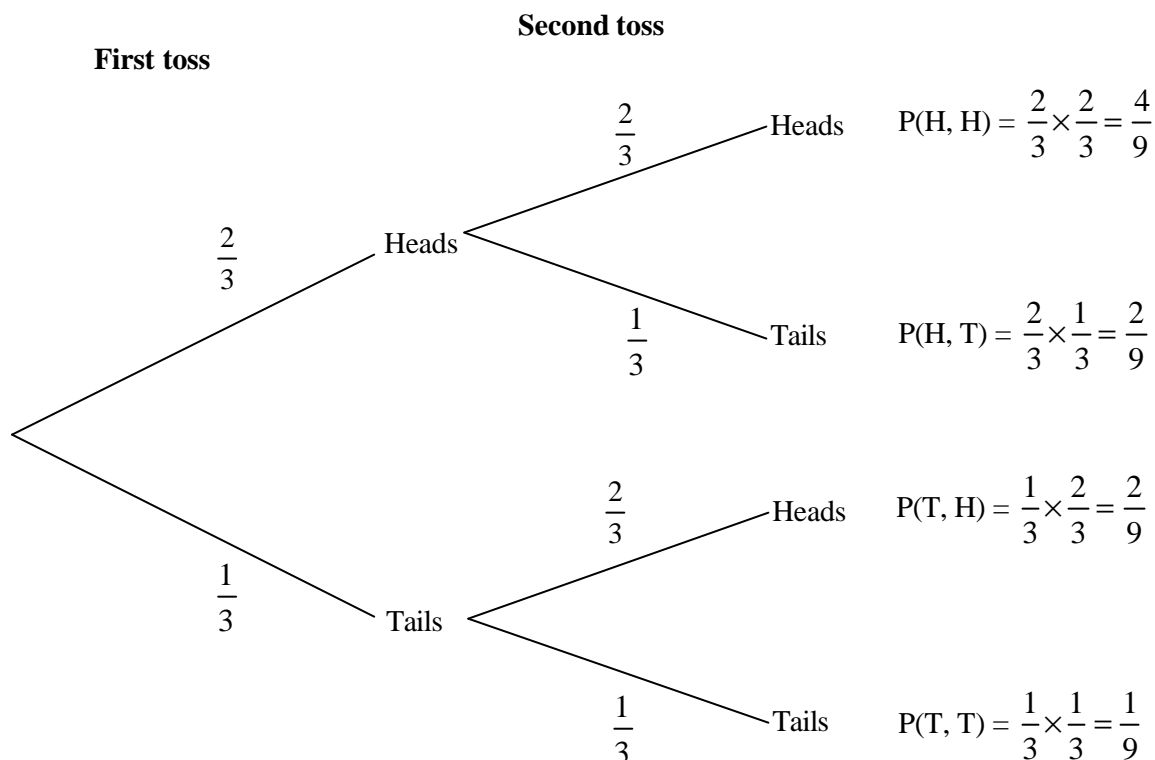 Second toss
First toss
2/3
Heads
P(H, H) = 2/3 × 2/3 = 4/9
2/3
Heads
1/3
Tails
P(H, T) = 2/3 × 1/3 = 2/9
2/3
Heads
P(T, H) = 1/3 × 2/3 = 2/9
1/3
Tails
1/3
Tails
P(T, T) = 1/3 × 1/3 = 1/9